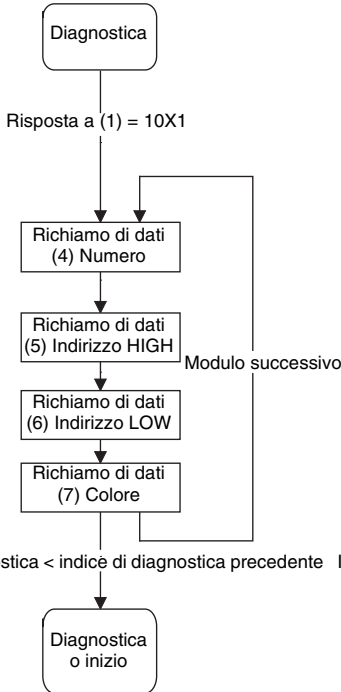 Diagnostica
Risposta a (1) = 10X1
Richiamo di dati
(4) Numero
Richiamo di dati
(5) Indirizzo HIGH
Modulo successivo
Richiamo di dati
(6) Indirizzo LOW
Richiamo di dati
(7) Colore
< indice di diagnostica precedente
Diagnostica
o inizio